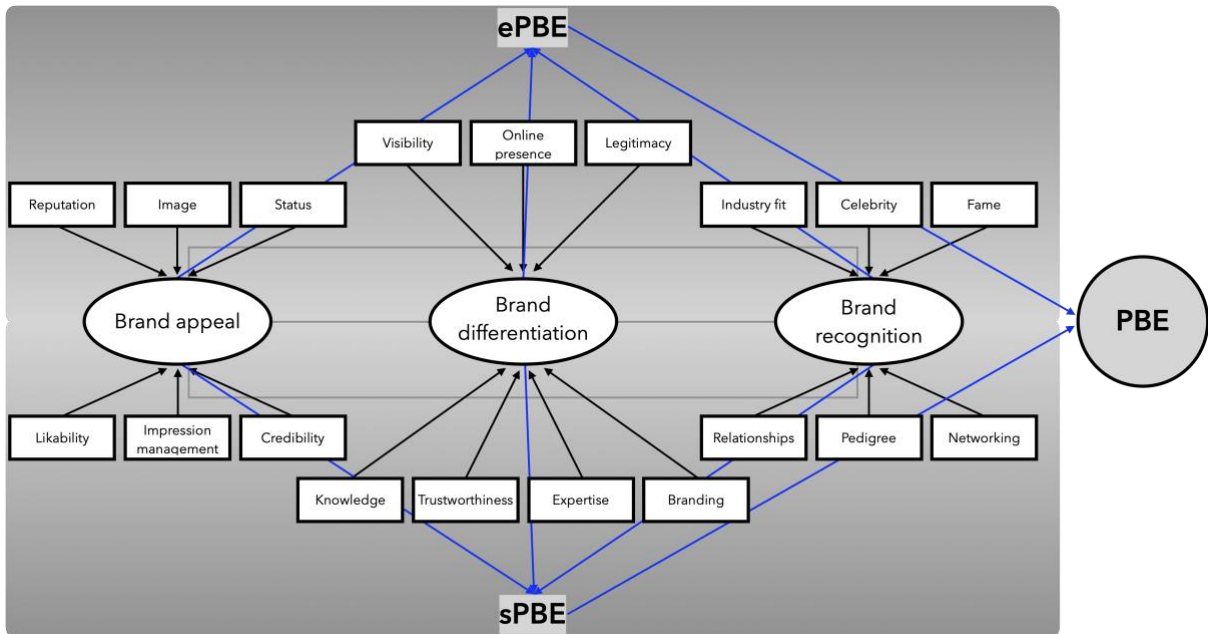 ePBE
Visibility
Online
presence
Legitimacy
Reputation
Image
Status
Industry fit
Celebrity
Fame
Brand appeal
Brand
differentiation
Brand
recognition
PBE
Likability
Impression
management
Credibility
Relationships
Pedigree
Networking
Knowledge
Trustworthiness
Expertise
Branding
sPBE